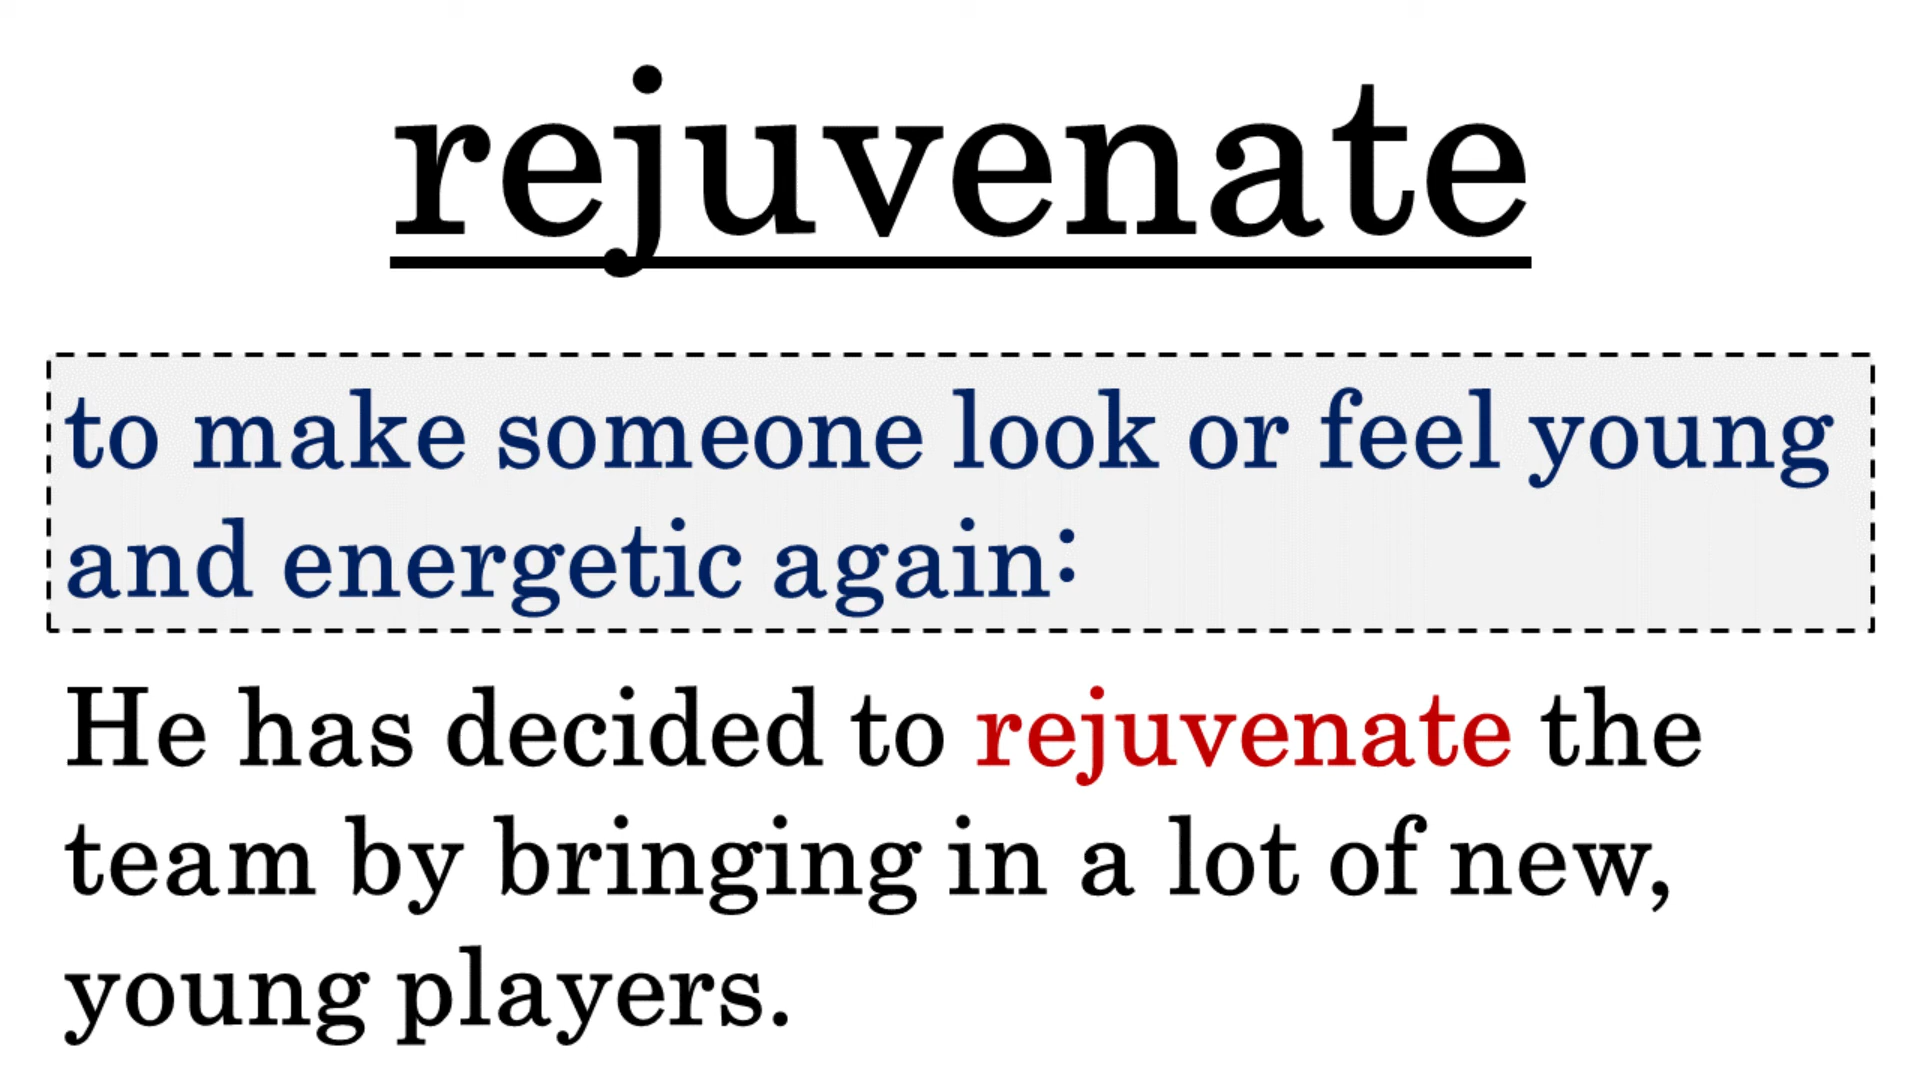 rejuvenate
to make someone look or feel young
and energetic again:
He has decided to rejuvenate the
team by bringing in a lot of new,
young players.